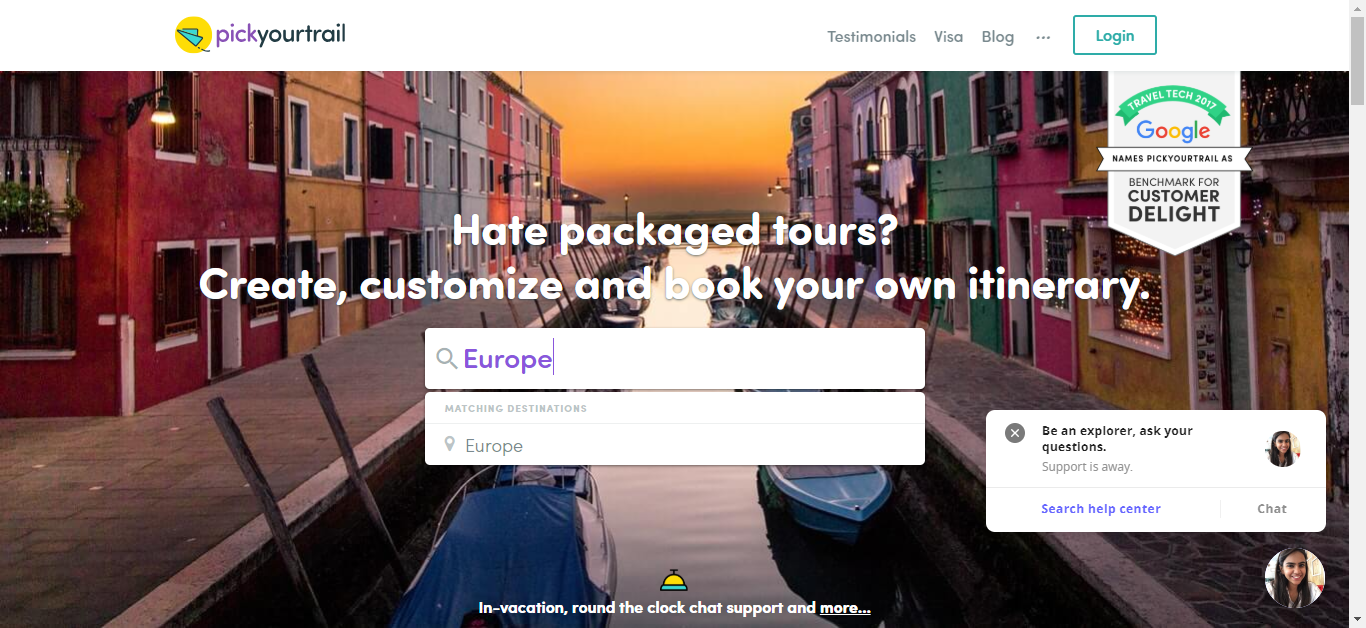 pickyourtrail
Testimonials Visa Blog ... Login
TRAVEL TECH 2017
Google
NAMES PICKYOURTRAIL AS
BENCHMARK FOR
CUSTOMER
DELIGHT
Hate packaged tours?
Create, customize and book your own itinerary.
Europe
MATCHING DESTINATIONS
Europe
Be an explorer, ask your
questions.
Support is away.
Search help center Chat
In-vacation, round the clock chat support and more...